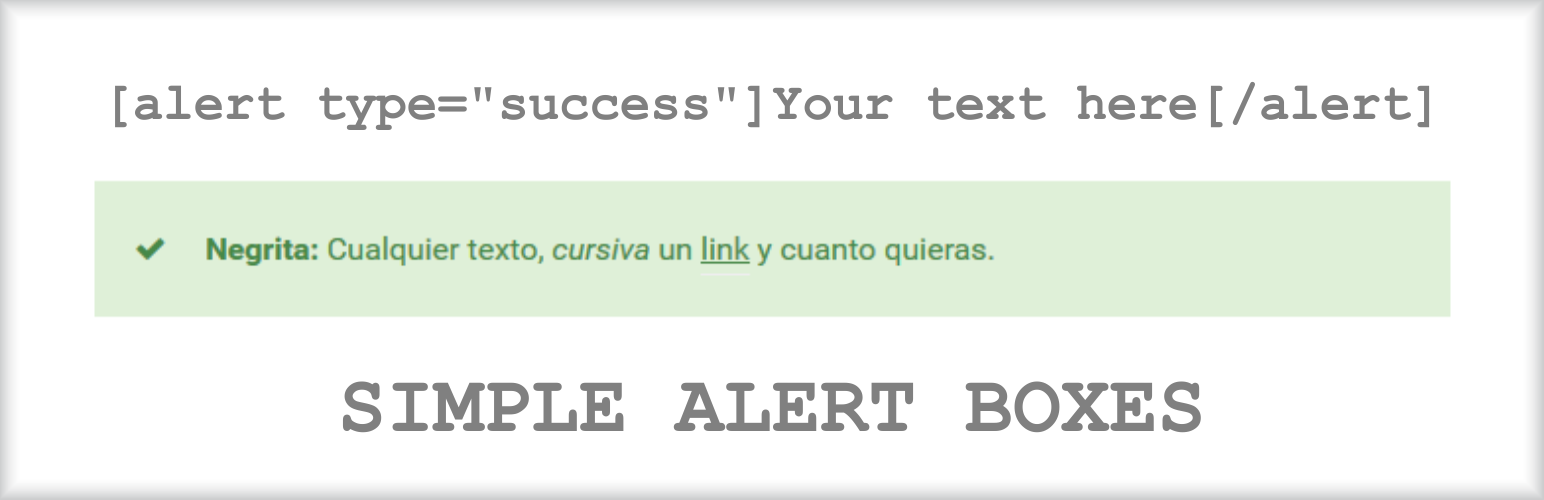 [alert type="success"]Your text here[/alert]
Negrita: Cualquier texto, cursiva un link y cuanto quieras.
SIMPLE ALERT BOXES